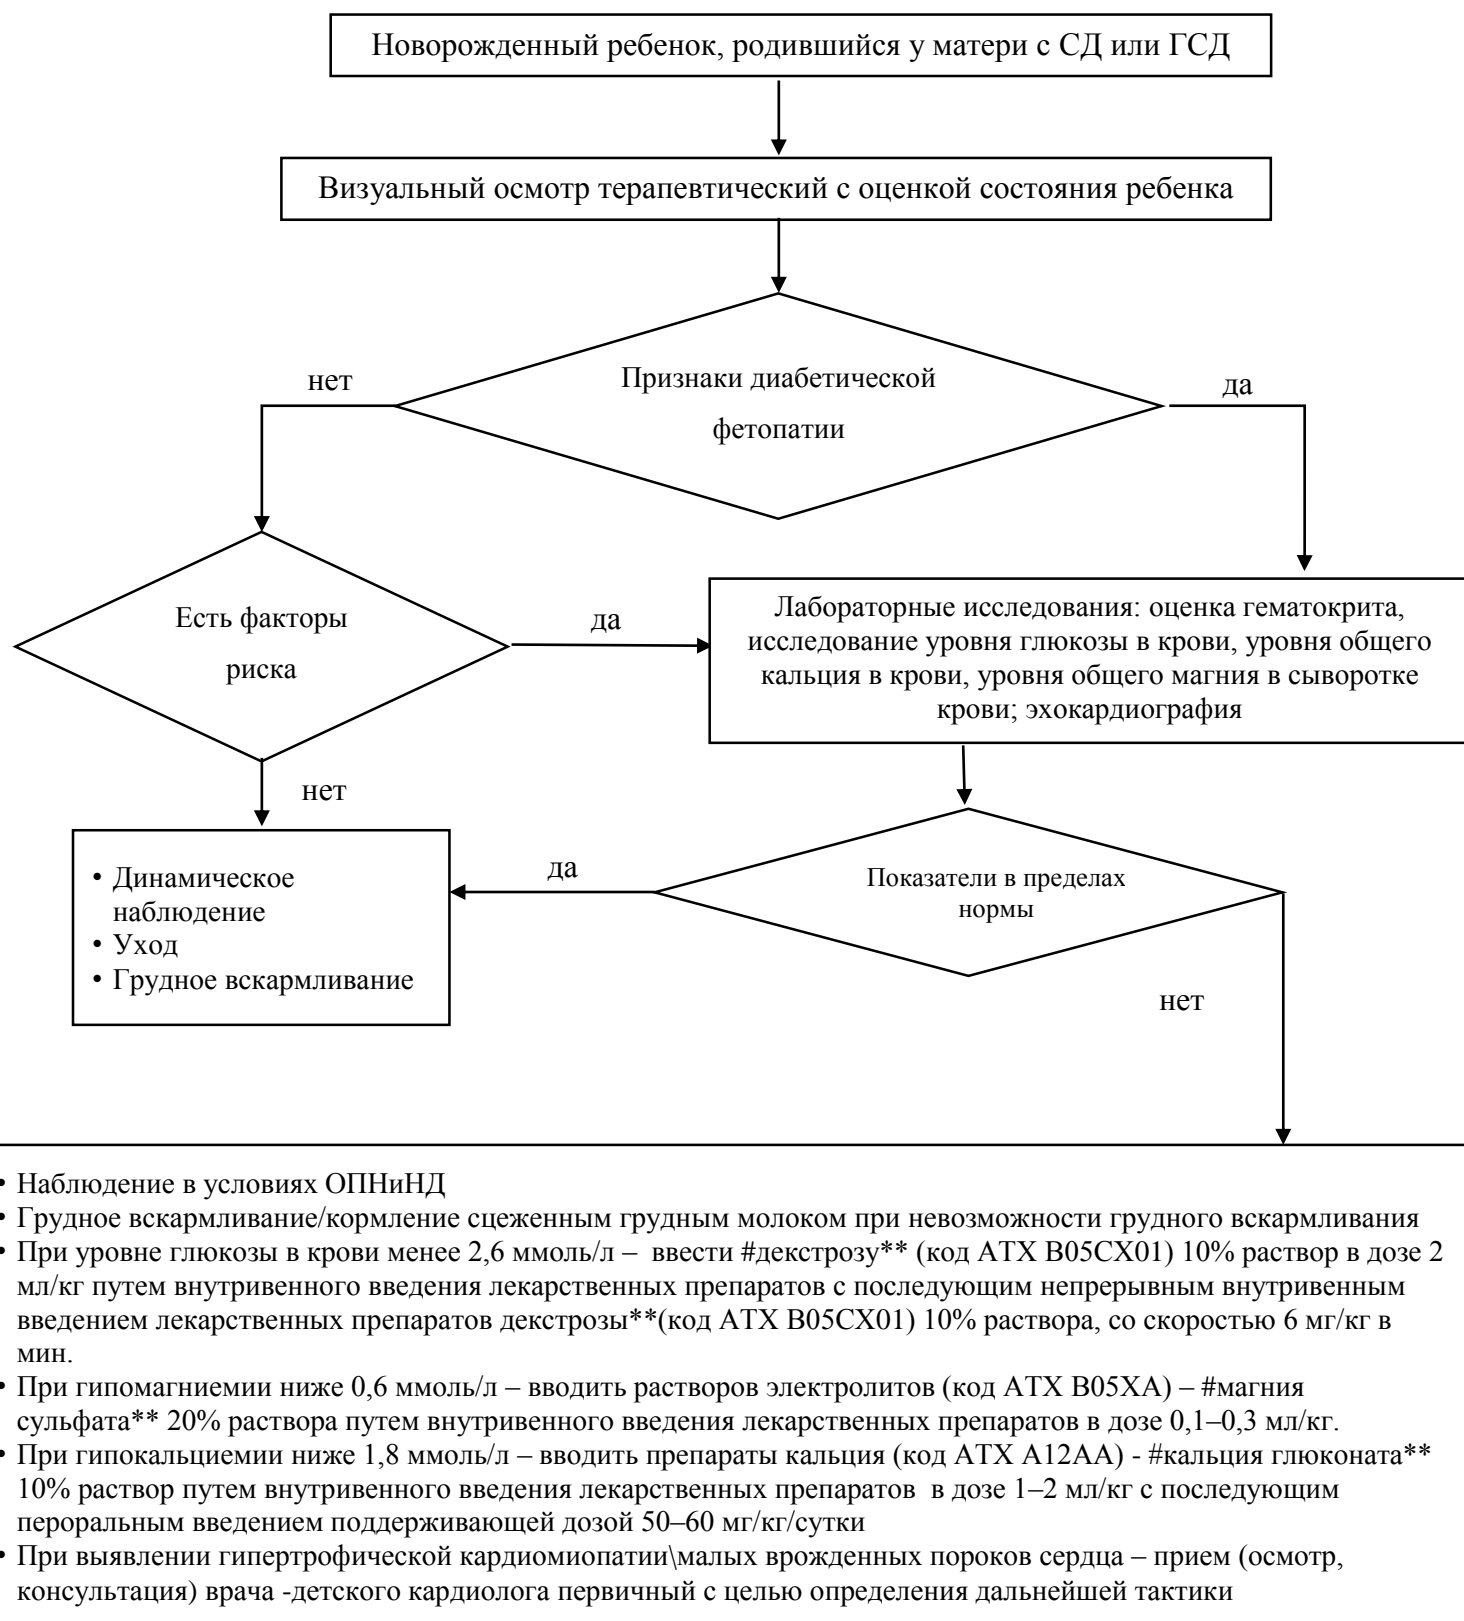 Новорожденный ребенок, родившийся у матери с СД или ГСД
Визуальный осмотр терапевтический с оценкой состояния ребенка
Признаки диабетической
фетопатии
нет
да
Есть факторы
риска
да
Лабораторные исследования: оценка гематокрита,
исследование уровня глюкозы в крови, уровня общего
кальция в крови, уровня общего магния в сыворотке
крови; эхокардиография
нет
• Динамическое
наблюдение
• Уход
• Грудное вскармливание
да
Показатели в пределах
нормы
нет
• Наблюдение в условиях ОПНиНД
• Грудное вскармливание/кормление сцеженным грудным молоком при невозможности грудного вскармливания
• При уровне глюкозы в крови менее 2,6 ммоль/л – ввести #декстрозу** (код АТХ B05CX01) 10% раствор в дозе 2
мл/кг путем внутривенного введения лекарственных препаратов с последующим непрерывным внутривенным
введением лекарственных препаратов декстрозы**(код АТХ B05CX01) 10% раствора, со скоростью 6 мг/кг в
мин.
• При гипомагниемии ниже 0,6 ммоль/л – вводить растворов электролитов (код АТХ B05XA) – #магния
сульфата** 20% раствора путем внутривенного введения лекарственных препаратов в дозе 0,1–0,3 мл/кг.
• При гипокальциемии ниже 1,8 ммоль/л – вводить препараты кальция (код АТХ A12AA) - #кальция глюконата**
10% раствор путем внутривенного введения лекарственных препаратов в дозе 1–2 мл/кг с последующим
пероральным введением поддерживающей дозой 50–60 мг/кг/сутки
• При выявлении гипертрофической кардиомиопатии\малых врожденных пороков сердца – прием (осмотр,
консультация) врача -детского кардиолога первичный с целью определения дальнейшей тактики